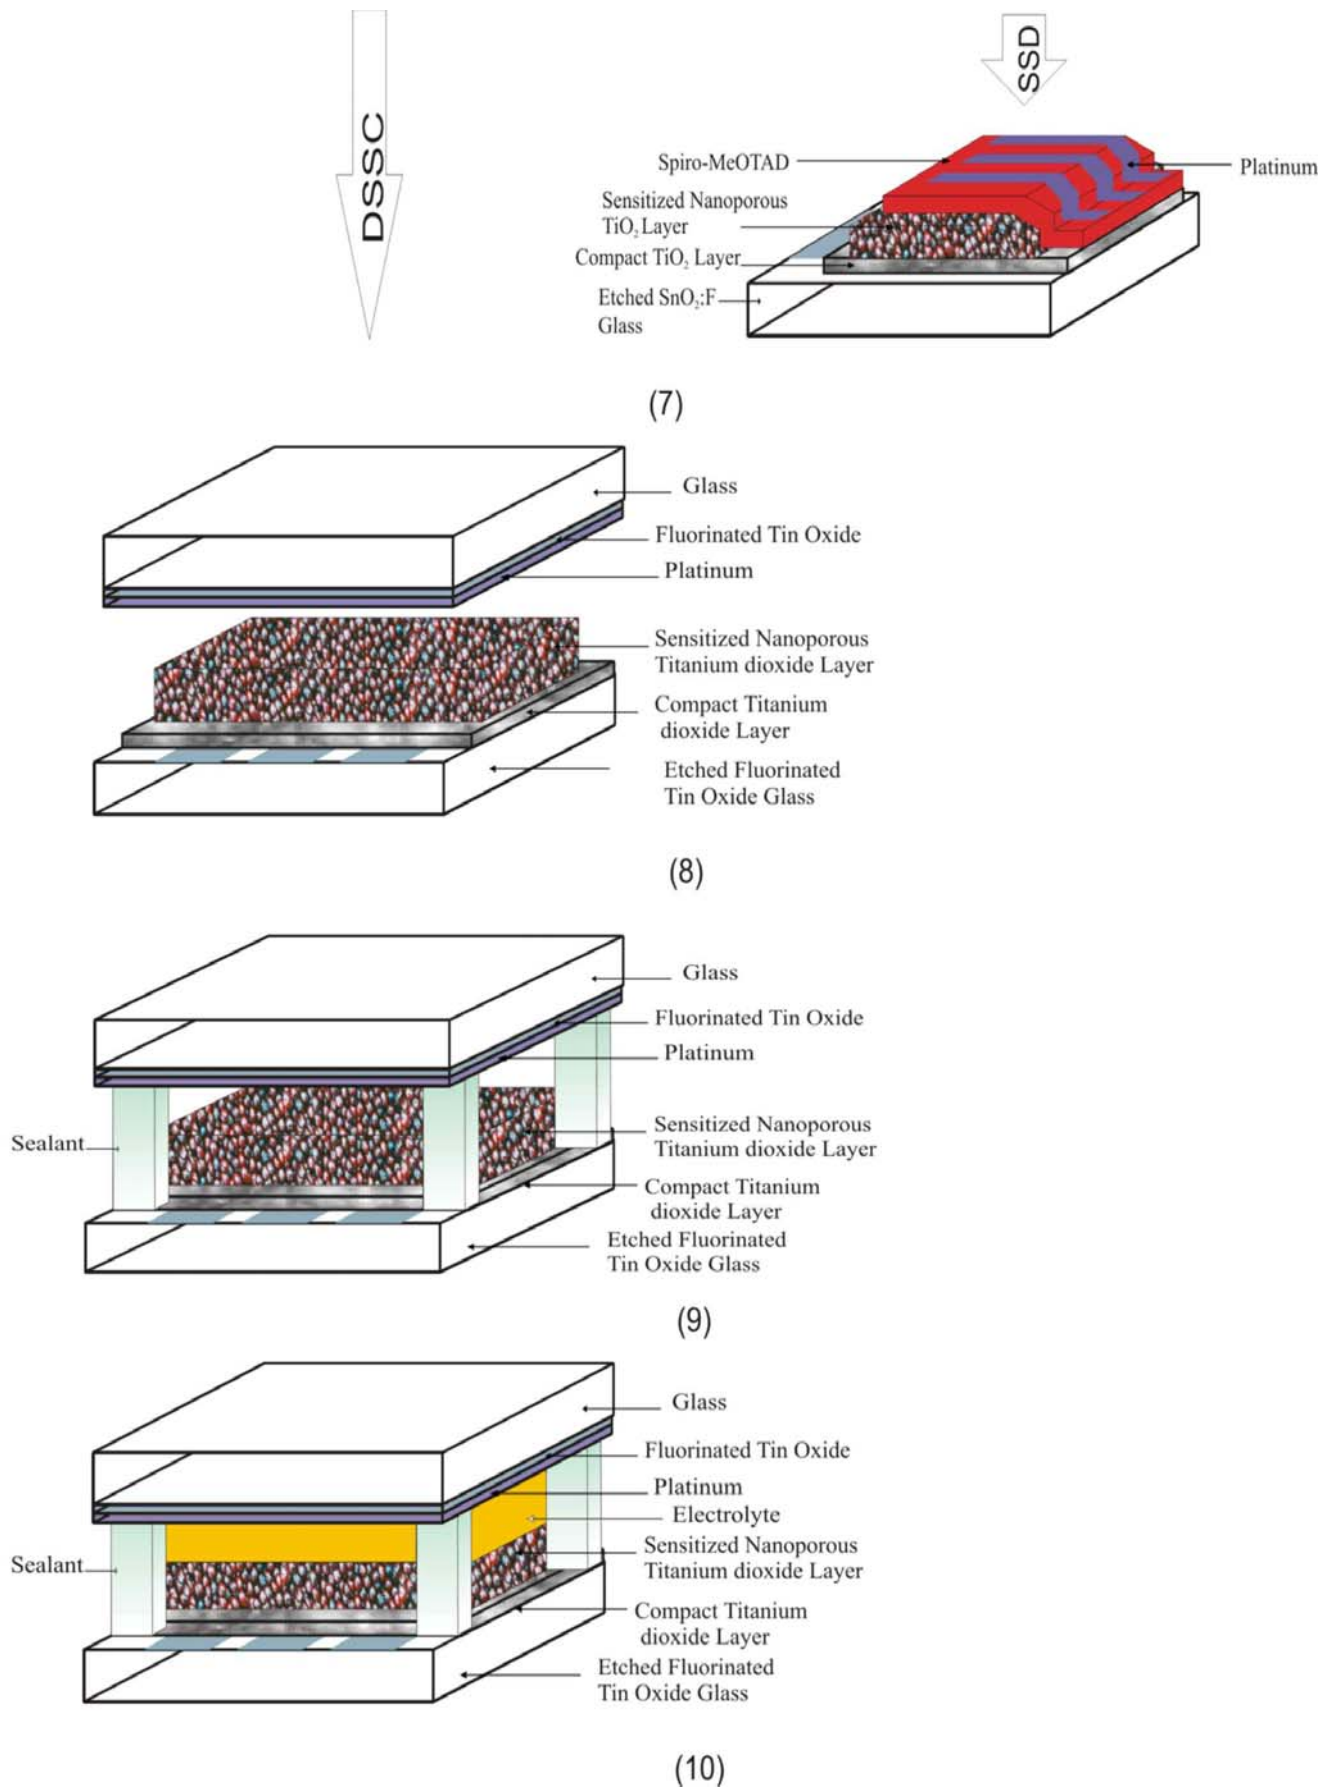 DSSC
SSD
Spiro-MeOTAD
Platinum
Sensitized Nanoporous
TiO₂ Layer
Compact TiO₂ Layer
Etched SnO₂:F
Glass
(7)
Glass
Fluorinated Tin Oxide
Platinum
Sensitized Nanoporous
Titanium dioxide Layer
Compact Titanium
dioxide Layer
Etched Fluorinated
Tin Oxide Glass
(8)
Glass
Fluorinated Tin Oxide
Platinum
Sealant
Sensitized Nanoporous
Titanium dioxide Layer
Compact Titanium
dioxide Layer
Etched Fluorinated
Tin Oxide Glass
(9)
Glass
Fluorinated Tin Oxide
Platinum
Electrolyte
Sealant
Sensitized Nanoporous
Titanium dioxide Layer
Compact Titanium
dioxide Layer
Etched Fluorinated
Tin Oxide Glass
(10)